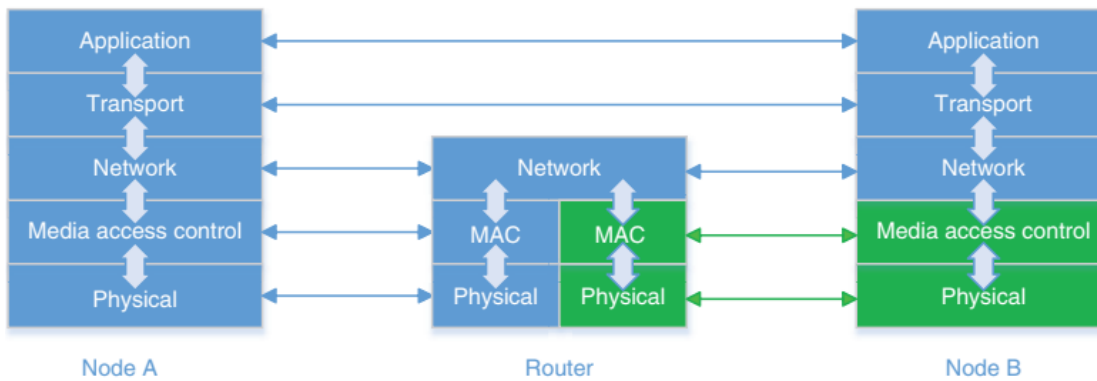 Application
Application
Transport
Transport
Network
Network
Network
Media access control
MAC
MAC
Media access control
Physical
Physical
Physical
Physical
Node A
Router
Node B